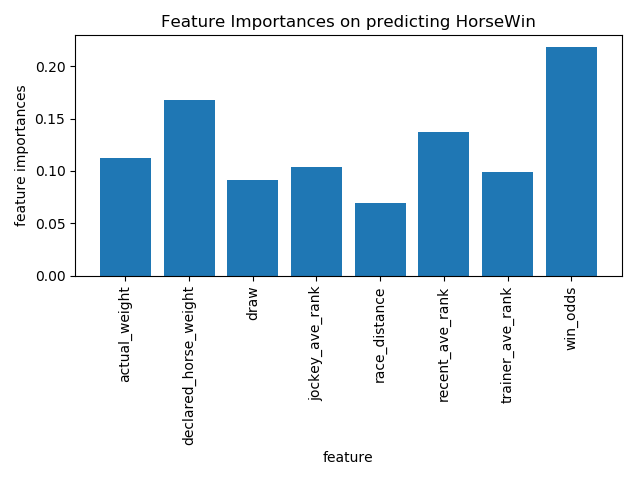 Feature Importances on predicting HorseWin
feature importances
0.20
0.15
0.10
0.05
0.00
actual_weight
declared_horse_weight
draw
jockey_ave_rank
race_distance
recent_ave_rank
trainer_ave_rank
win_odds
feature